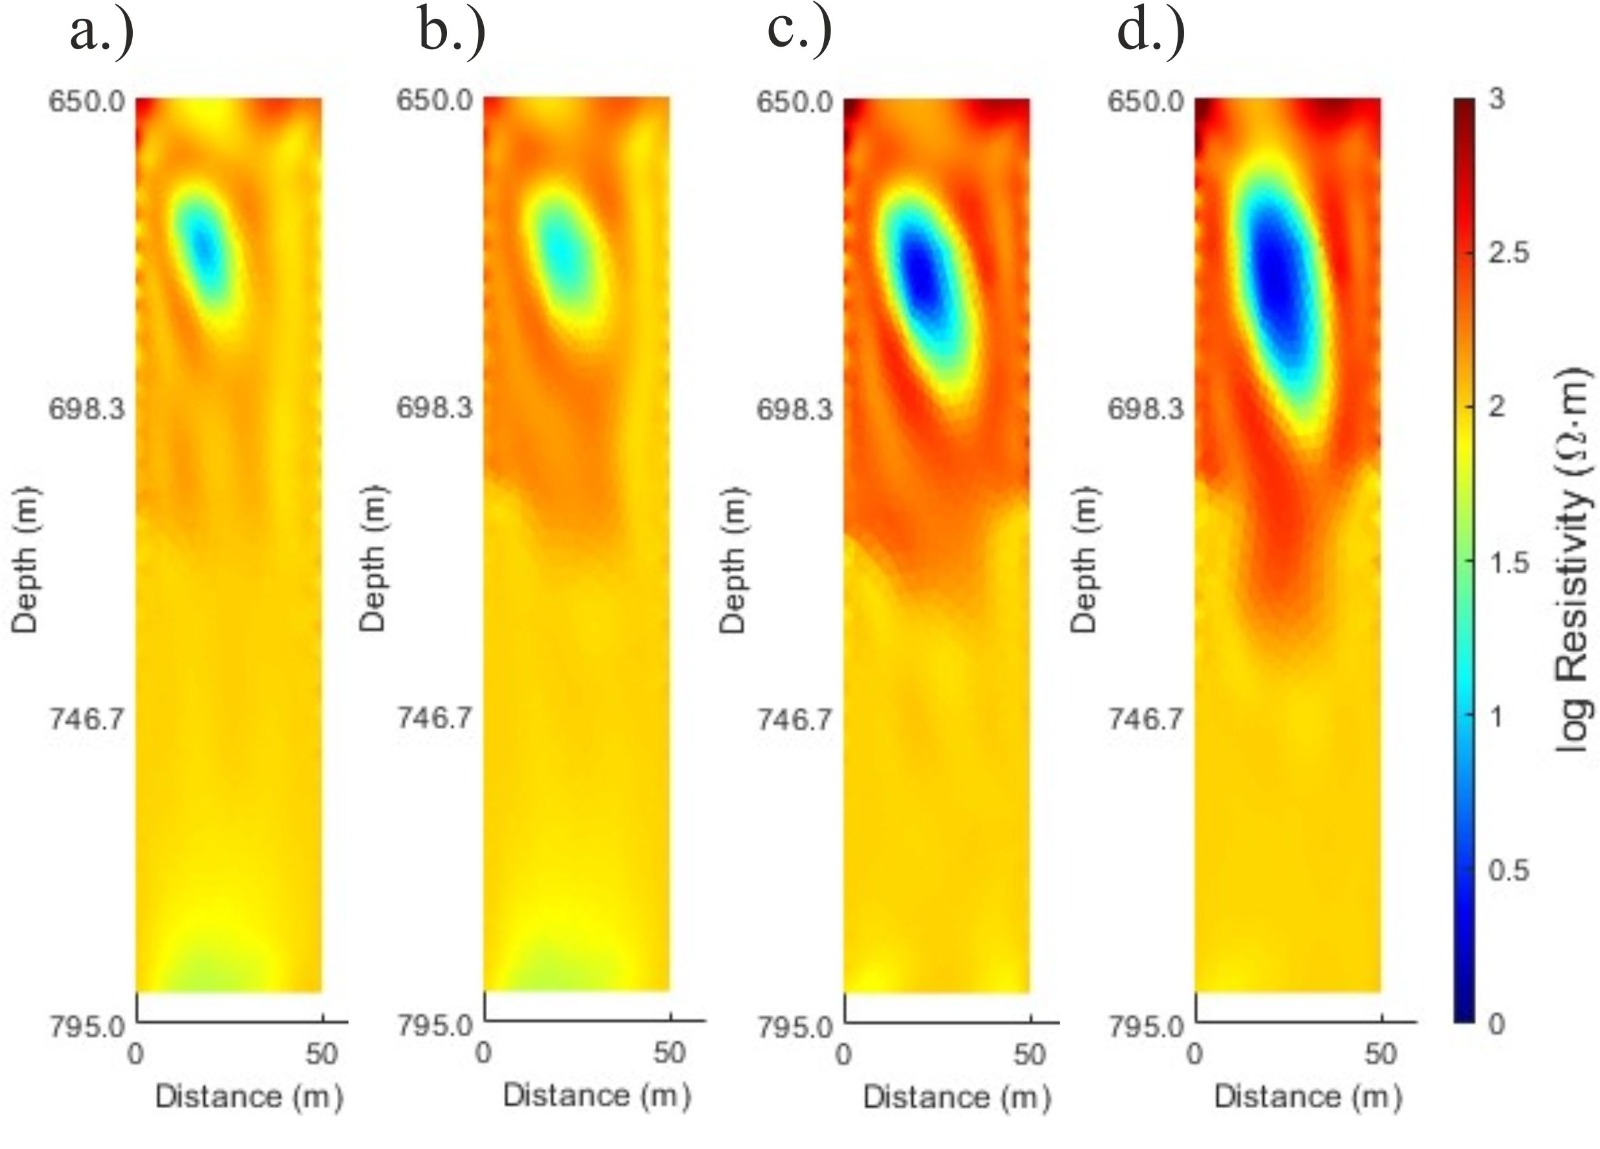 a.) b.) c.) d.)
650.0 650.0 650.0 650.0 3
2.5
698.3 698.3 698.3 698.3 2
Depth (m) Depth (m) Depth (m) Depth (m) log Resistivity (Ω·m)
1.5
746.7 746.7 746.7 746.7 1
0.5
795.0 795.0 795.0 795.0 0
0 50 0 50 0 50 0 50
Distance (m) Distance (m) Distance (m) Distance (m)